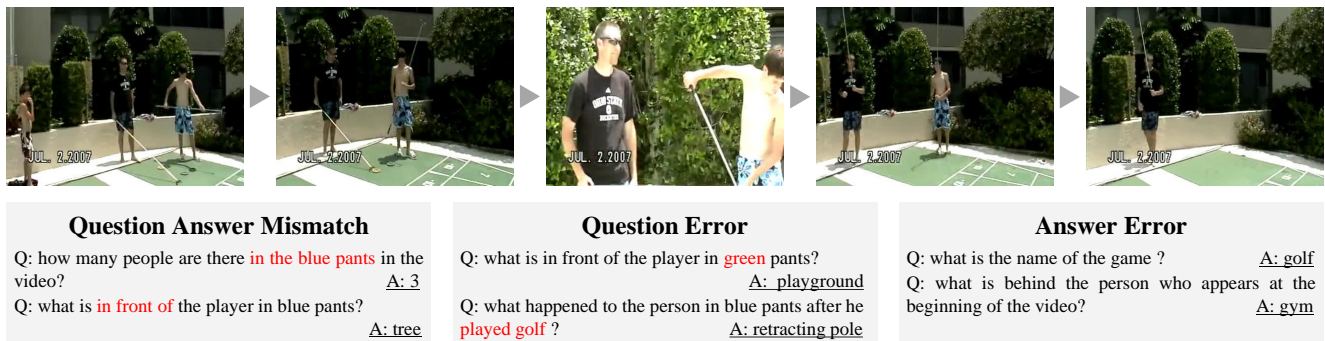 JUL. 2.2007
JUL. 2.2007
OHIO STATE
JUL. 2.2007
JUL. 2.2007
JUL. 2.2007
Question Answer Mismatch
Q: how many people are there in the blue pants in the
video? A: 3
Q: what is in front of the player in blue pants?
A: tree
Question Error
Q: what is in front of the player in green pants?
A: playground
Q: what happened to the person in blue pants after he
played golf ? A: retracting pole
Answer Error
Q: what is the name of the game ? A: golf
Q: what is behind the person who appears at the
beginning of the video? A: gym